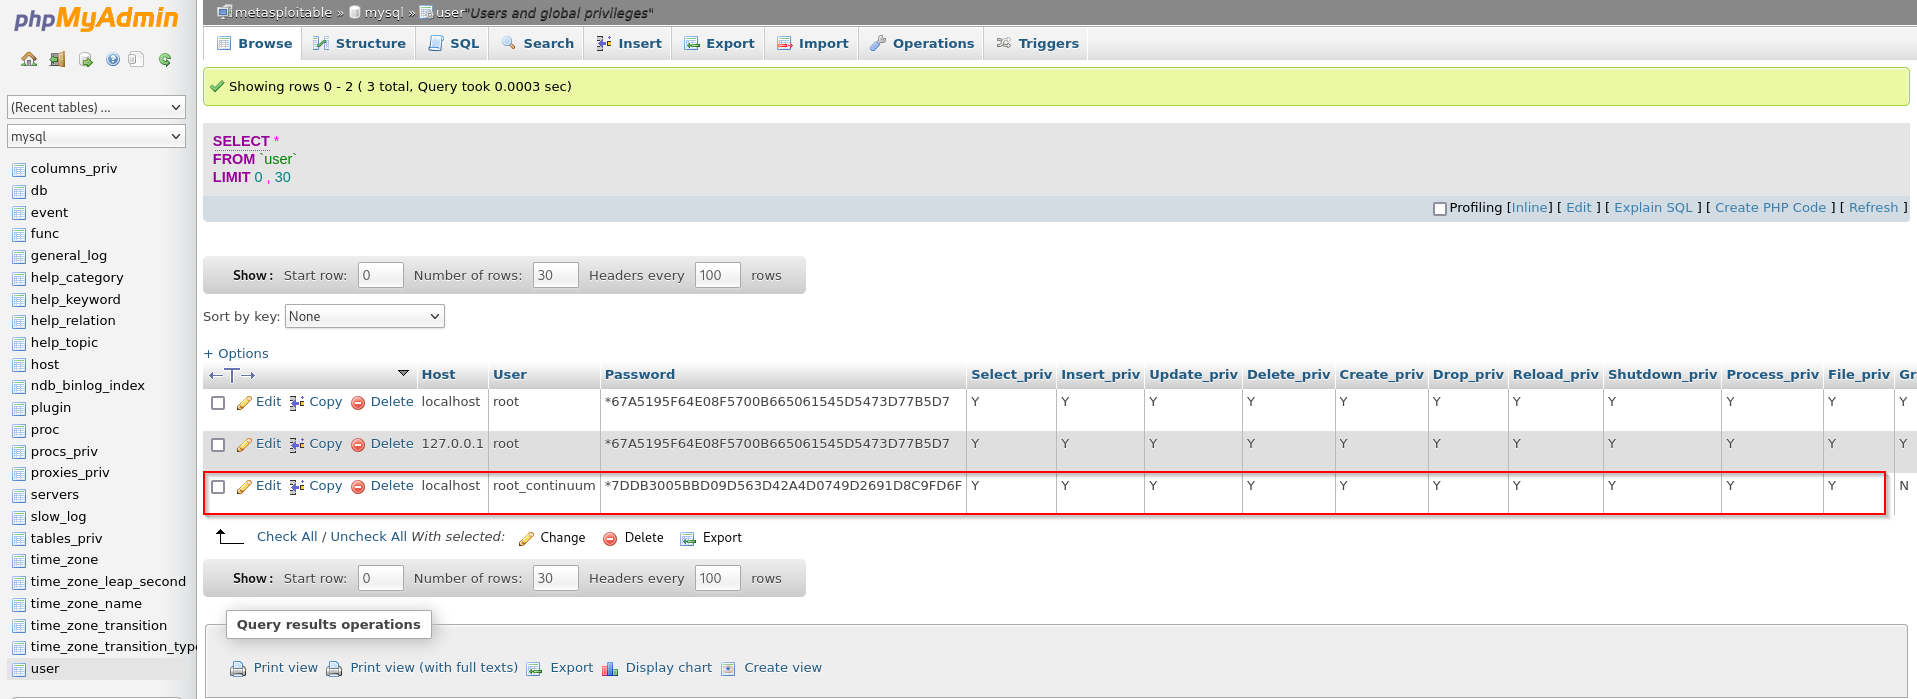 phpMyAdmin
(Recent tables) ...
mysql
columns_priv
db
event
func
general_log
help_category
help_keyword
help_relation
help_topic
host
ndb_binlog_index
plugin
proc
procs_priv
proxies_priv
servers
slow_log
tables_priv
time_zone
time_zone_leap_second
time_zone_name
time_zone_transition
time_zone_transition_type
user
metasploitable » mysql » user "Users and global privileges"
Browse Structure SQL Search Insert Export Import Operations Triggers
Showing rows 0 - 2 ( 3 total, Query took 0.0003 sec)
SELECT *
FROM `user`
LIMIT 0 , 30
Profiling [Inline] [ Edit ] [ Explain SQL ] [ Create PHP Code ] [ Refresh ]
Show : Start row: 0 Number of rows: 30 Headers every 100 rows
Sort by key: None
+ Options
←T→ Host User Password Select_priv Insert_priv Update_priv Delete_priv Create_priv Drop_priv Reload_priv Shutdown_priv Process_priv File_priv Gr
Edit Copy Delete localhost root *67A5195F64E08F5700B665061545D5473D77B5D7 Y Y Y Y Y Y Y Y Y Y Y
Edit Copy Delete 127.0.0.1 root *67A5195F64E08F5700B665061545D5473D77B5D7 Y Y Y Y Y Y Y Y Y Y Y
Edit Copy Delete localhost root_continuum *7DDB3005BBD09D563D42A4D0749D2691D8C9FD6F Y Y Y Y Y Y Y Y Y Y N
Check All / Uncheck All With selected: Change Delete Export
Show : Start row: 0 Number of rows: 30 Headers every 100 rows
Query results operations
Print view Print view (with full texts) Export Display chart Create view